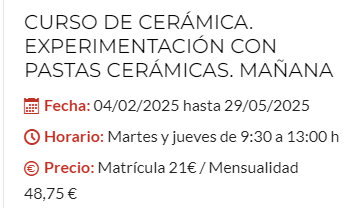 CURSO DE CERÁMICA.
EXPERIMENTACIÓN CON
PASTAS CERÁMICAS. MAÑANA
Fecha: 04/02/2025 hasta 29/05/2025
Horario: Martes y jueves de 9:30 a 13:00 h
Precio: Matrícula 21€ / Mensualidad
48,75 €